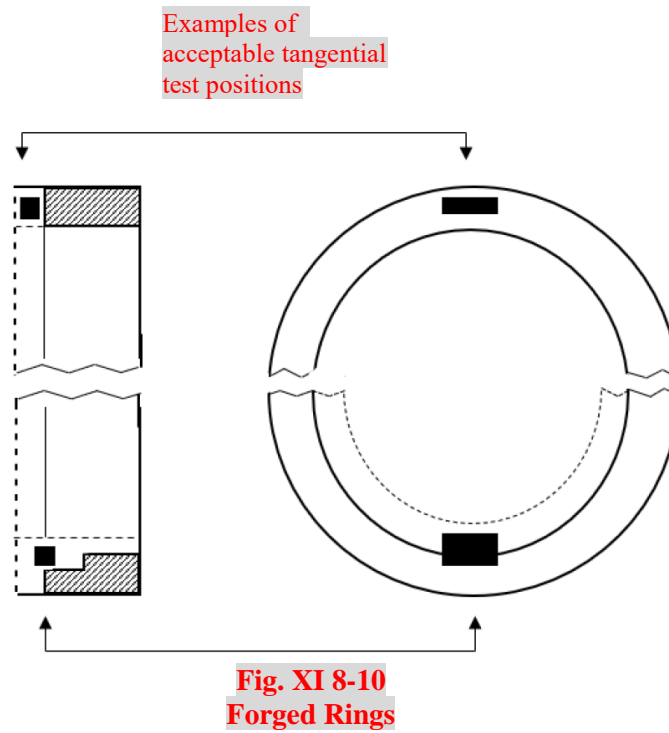 Examples of
acceptable tangential
test positions
Fig. XI 8-10
Forged Rings